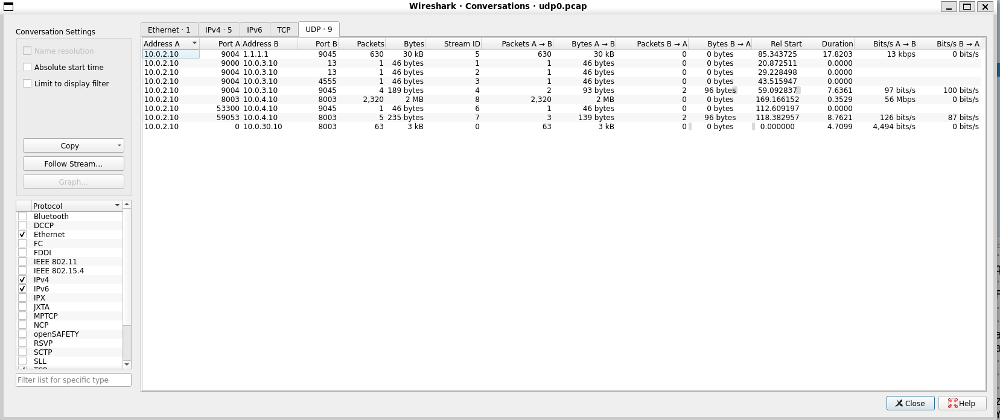 Wireshark · Conversations · udp0.pcap
Conversation Settings
Name resolution
Absolute start time
Limit to display filter
Copy
Follow Stream...
Graph...
Protocol
Bluetooth
DCCP
Ethernet
FC
FDDI
IEEE 802.11
IEEE 802.15.4
IPv4
IPv6
IPX
JXTA
MPTCP
NCP
openSAFETY
RSVP
SCTP
SLL
Filter list for specific type
Ethernet · 1 IPv4 · 5 IPv6 TCP UDP · 9
Address A Port A Address B Port B Packets Bytes Stream ID Packets A → B Bytes A → B Packets B → A Bytes B → A Rel Start Duration Bits/s A → B Bits/s B → A
10.0.2.10 9004 1.1.1.1 9045 630 30 kB 5 630 30 kB 0 0 bytes 85.343725 17.8203 13 kbps 0 bits/s
10.0.2.10 9000 10.0.3.10 13 1 46 bytes 1 1 46 bytes 0 0 bytes 20.872511 0.0000
10.0.2.10 9004 10.0.3.10 13 1 46 bytes 2 1 46 bytes 0 0 bytes 29.228498 0.0000
10.0.2.10 9004 10.0.3.10 4555 1 46 bytes 3 1 46 bytes 0 0 bytes 43.515947 0.0000
10.0.2.10 9004 10.0.3.10 9045 4 189 bytes 4 2 93 bytes 2 96 bytes 59.092837 7.6361 97 bits/s 100 bits/s
10.0.2.10 8003 10.0.4.10 8003 2,320 2 MB 8 2,320 2 MB 0 0 bytes 169.166152 0.3529 56 Mbps 0 bits/s
10.0.2.10 53300 10.0.4.10 9045 1 46 bytes 6 1 46 bytes 0 0 bytes 112.609197 0.0000
10.0.2.10 59053 10.0.4.10 8003 5 235 bytes 7 3 139 bytes 2 96 bytes 118.382957 8.7621 126 bits/s 87 bits/s
10.0.2.10 0 10.0.30.10 8003 63 3 kB 0 63 3 kB 0 0 bytes 0.000000 4.7099 4,494 bits/s 0 bits/s
Close
Help